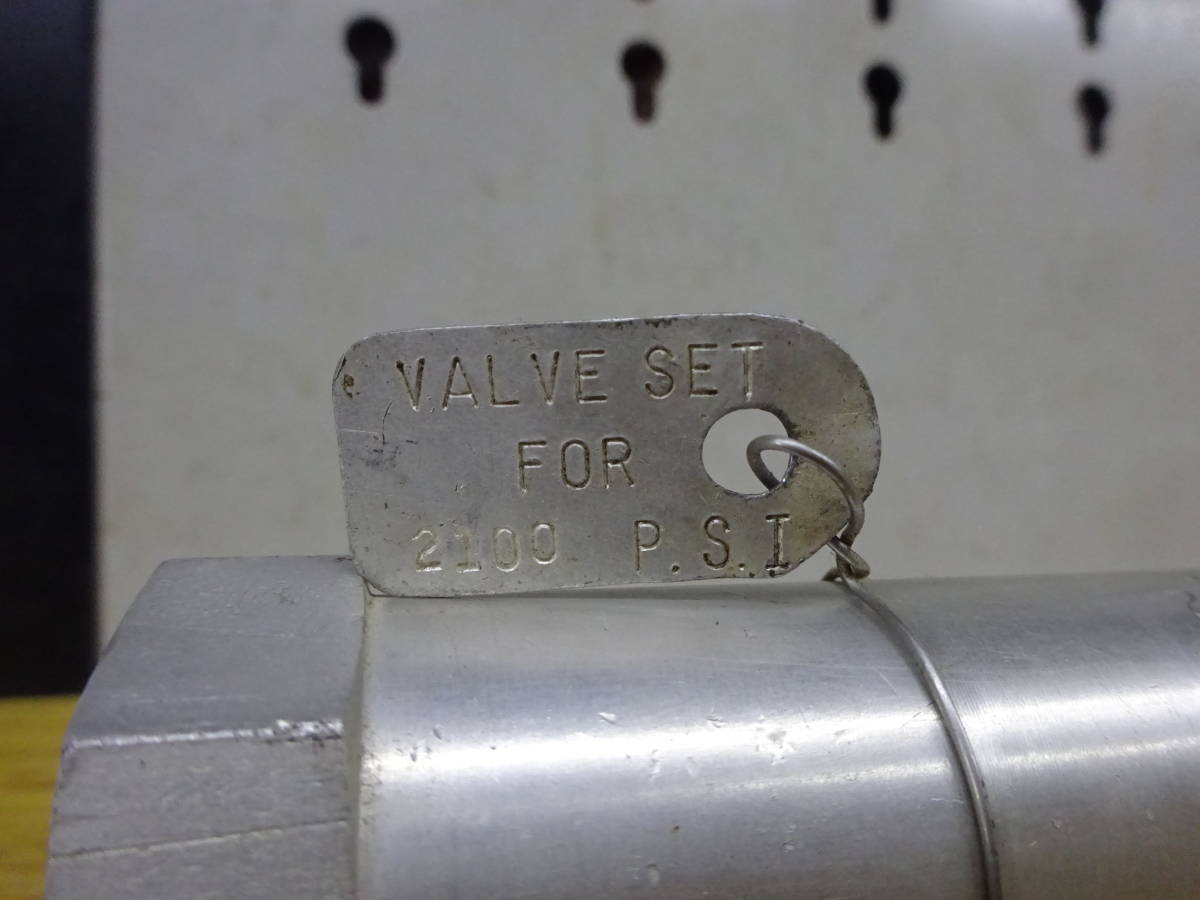 VALVE SET
FOR
2100 P.S.I